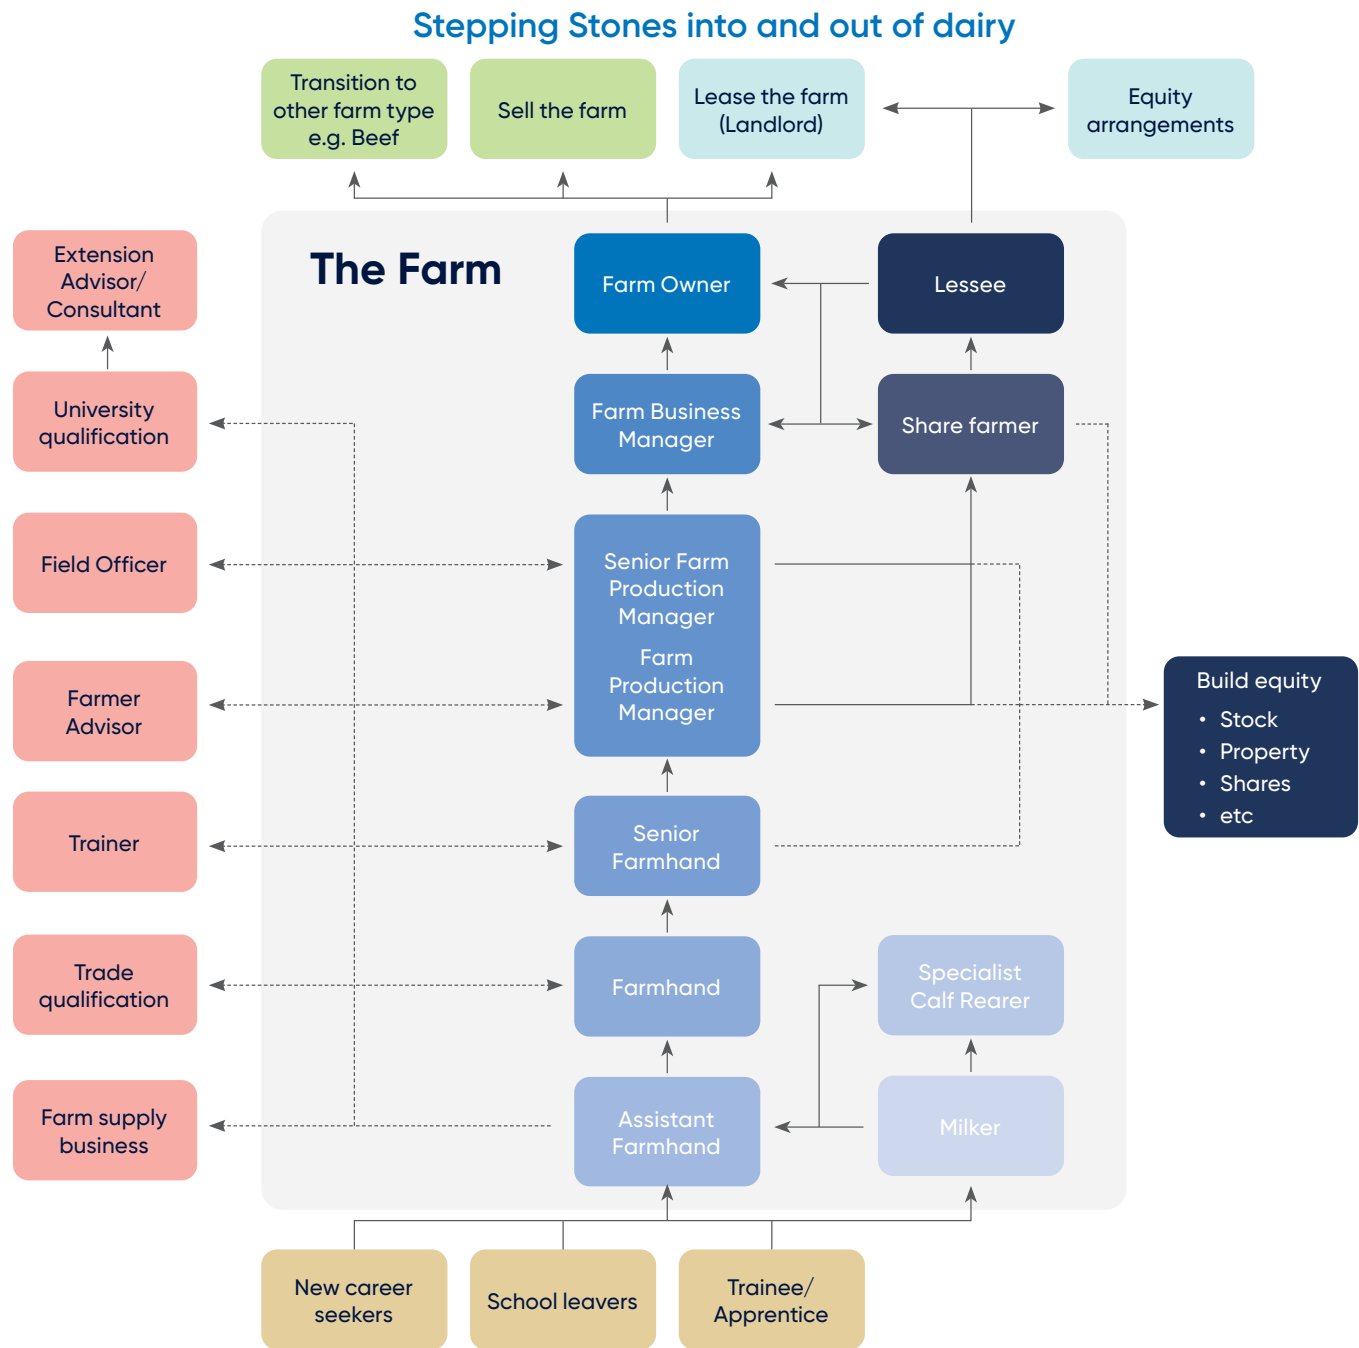 Stepping Stones into and out of dairy
Transition to
other farm type
e.g. Beef
Sell the farm
Lease the farm
(Landlord)
Equity
arrangements
The Farm
Extension
Advisor/
Consultant
Farm Owner
Lessee
University
qualification
Farm Business
Manager
Share farmer
Field Officer
Senior Farm
Production
Manager
Farm
Production
Manager
Farmer
Advisor
Build equity
• Stock
• Property
• Shares
• etc
Trainer
Senior
Farmhand
Trade
qualification
Farmhand
Specialist
Calf Rearer
Farm supply
business
Assistant
Farmhand
Milker
New career
seekers
School leavers
Trainee/
Apprentice